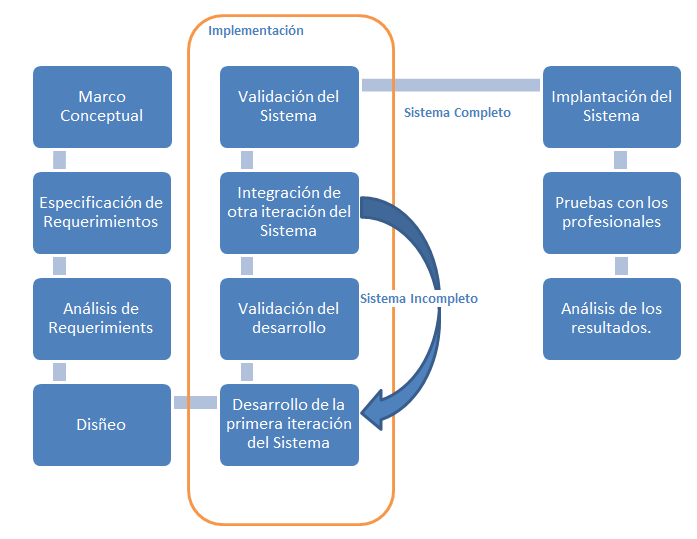 Implementación
Marco
Conceptual
Especificación de
Requerimientos
Análisis de
Requerimients
Disñeo
Validación del
Sistema
Integración de
otra iteración del
Sistema
Validación del
desarrollo
Desarrollo de la
primera iteración
del Sistema
Sistema Completo
Sistema Incompleto
Implantación del
Sistema
Pruebas con los
profesionales
Análisis de los
resultados.